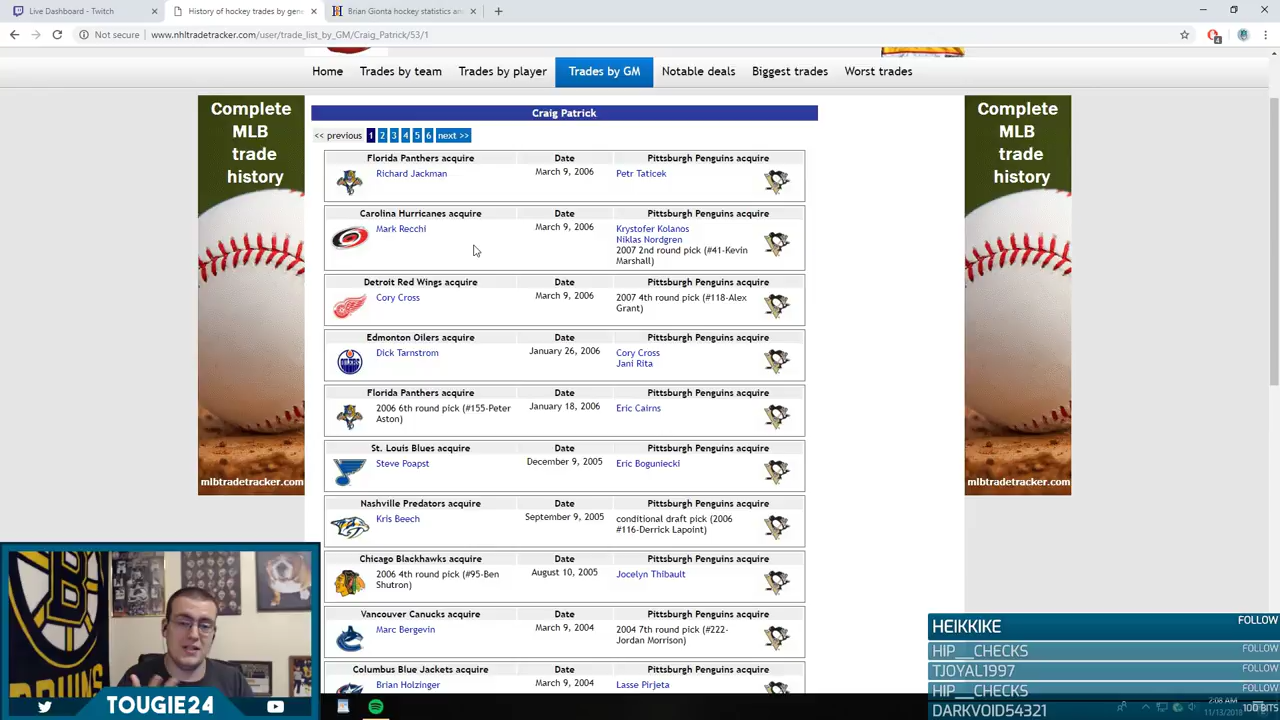 Live Dashboard - Twitch
History of hockey trades by gene
Brian Gionta hockey statistics an
Not secure
www.nhltradetracker.com/user/trade_list_by_GM/Craig_Patrick/53/1
Home
Trades by team
Trades by player
Trades by GM
Notable deals
Biggest trades
Worst trades
Complete
MLB
trade
history
mlbtradetracker.com
Craig Patrick
<< previous 1 2 3 4 5 6 next >>
Florida Panthers acquire Date Pittsburgh Penguins acquire
Richard Jackman March 9, 2006 Petr Taticek
Carolina Hurricanes acquire Date Pittsburgh Penguins acquire
Mark Recchi March 9, 2006 Krystofer Kolanos
Niklas Nordgren
2007 2nd round pick (#41-Kevin
Marshall)
Detroit Red Wings acquire Date Pittsburgh Penguins acquire
Cory Cross March 9, 2006 2007 4th round pick (#118-Alex
Grant)
Edmonton Oilers acquire Date Pittsburgh Penguins acquire
Dick Tarnstrom January 26, 2006 Cory Cross
Jani Rita
Florida Panthers acquire Date Pittsburgh Penguins acquire
2006 6th round pick (#155-Peter January 18, 2006 Eric Cairns
Aston)
St. Louis Blues acquire Date Pittsburgh Penguins acquire
Steve Poapst December 9, 2005 Eric Boguniecki
Nashville Predators acquire Date Pittsburgh Penguins acquire
Kris Beech September 9, 2005 conditional draft pick (2006
#116-Derrick Lapoint)
Chicago Blackhawks acquire Date Pittsburgh Penguins acquire
2006 4th round pick (#95-Ben August 10, 2005 Jocelyn Thibault
Shutron)
Vancouver Canucks acquire Date Pittsburgh Penguins acquire
Marc Bergevin March 9, 2004 2004 7th round pick (#222-
Jordan Morrison)
Columbus Blue Jackets acquire Date Pittsburgh Penguins acquire
Brian Holzinger March 9, 2004 Lasse Pirjeta
Complete
MLB
trade
history
mlbtradetracker.com
B
BRUINS
TOUGIE24
HEIKKIKE FOLLOW
HIP__CHECKS FOLLOW
TJOYAL1997 FOLLOW
HIP__CHECKS FOLLOW
DARKVOID54321 100 BITS
2:08 AM
11/13/2018